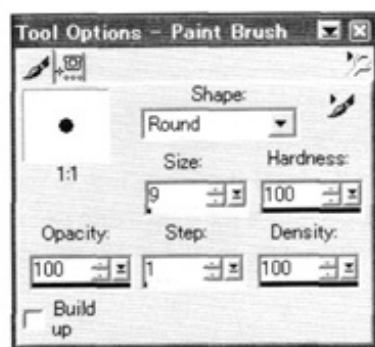 Tool Options - Paint Brush
Shape:
Round
1:1
Size: Hardness:
9 100
Opacity: Step: Density:
100 1 100
Build
up